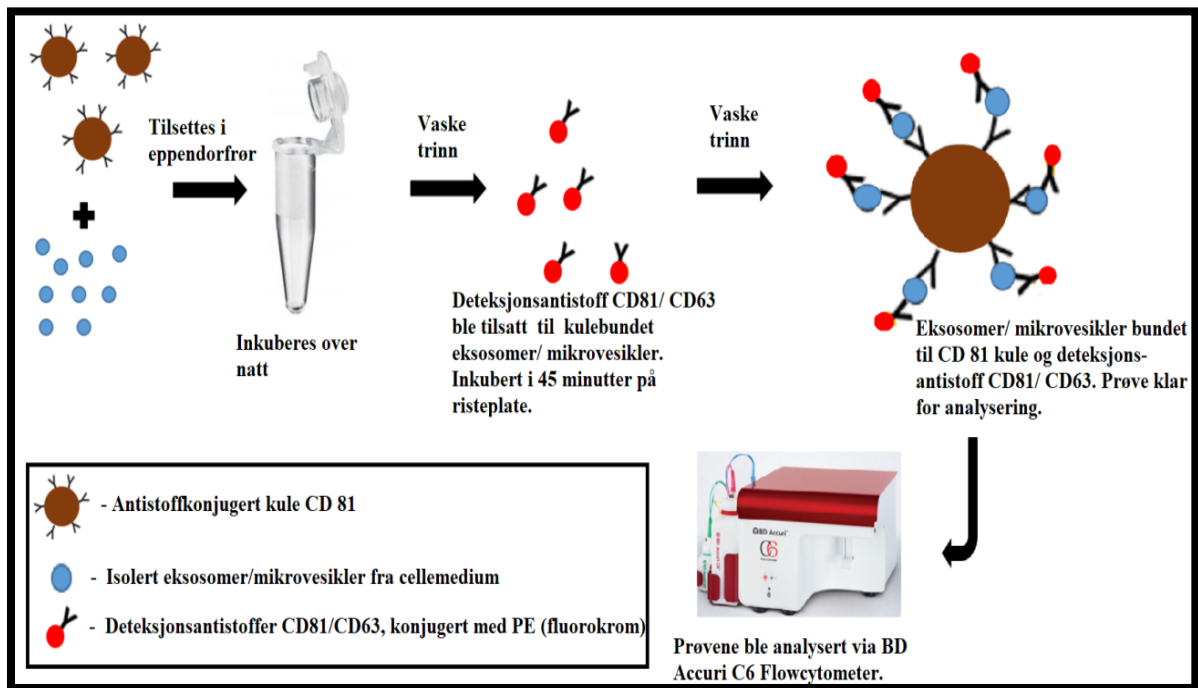 Tilsettes i
eppendorfrør
Inkuberes over
natt
Vaske
trinn
Deteksjonsantistoff CD81/ CD63
ble tilsatt til kulebundet
eksosomer/ mikrovesikler.
Inkubert i 45 minutter på
risteplate.
Vaske
trinn
Eksosomer/ mikrovesikler bundet
til CD 81 kule og deteksjons-
antistoff CD81/ CD63. Prøve klar
for analysering.
- Antistoffkonjugert kule CD 81
- Isolert eksosomer/mikrovesikler fra cellemedium
- Deteksjonsantistoffer CD81/CD63, konjugert med PE (fluorokrom)
BD Accuri
C6
Prøvene ble analysert via BD
Accuri C6 Flowcytometer.